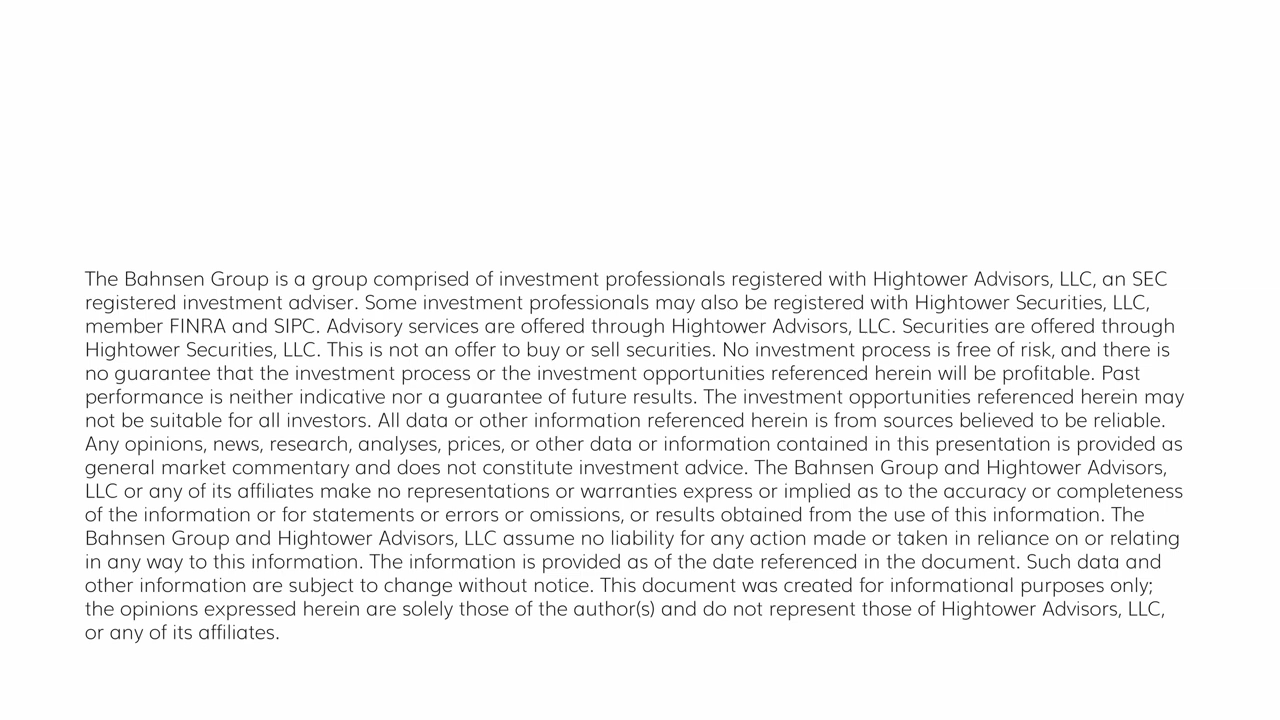 The Bahnsen Group is a group comprised of investment professionals registered with Hightower Advisors, LLC, an SEC
registered investment adviser. Some investment professionals may also be registered with Hightower Securities, LLC,
member FINRA and SIPC. Advisory services are offered through Hightower Advisors, LLC. Securities are offered through
Hightower Securities, LLC. This is not an offer to buy or sell securities. No investment process is free of risk, and there is
no guarantee that the investment process or the investment opportunities referenced herein will be profitable. Past
performance is neither indicative nor a guarantee of future results. The investment opportunities referenced herein may
not be suitable for all investors. All data or other information referenced herein is from sources believed to be reliable.
Any opinions, news, research, analyses, prices, or other data or information contained in this presentation is provided as
general market commentary and does not constitute investment advice. The Bahnsen Group and Hightower Advisors,
LLC or any of its affiliates make no representations or warranties express or implied as to the accuracy or completeness
of the information or for statements or errors or omissions, or results obtained from the use of this information. The
Bahnsen Group and Hightower Advisors, LLC assume no liability for any action made or taken in reliance on or relating
in any way to this information. The information is provided as of the date referenced in the document. Such data and
other information are subject to change without notice. This document was created for informational purposes only;
the opinions expressed herein are solely those of the author(s) and do not represent those of Hightower Advisors, LLC,
or any of its affiliates.